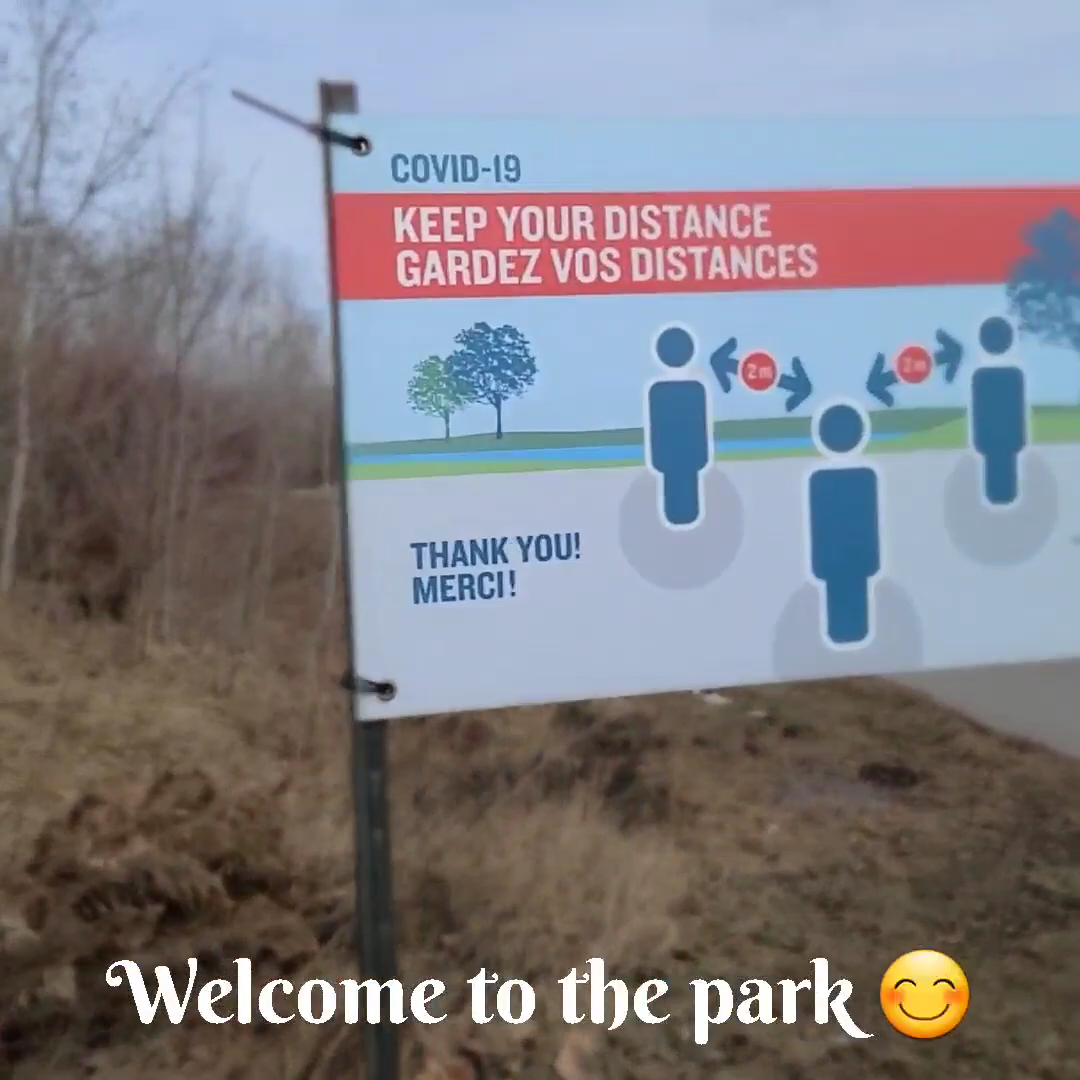 COVID-19
KEEP YOUR DISTANCE
GARDEZ VOS DISTANCES
2m
2m
THANK YOU!
MERCI!
Welcome to the park 😊